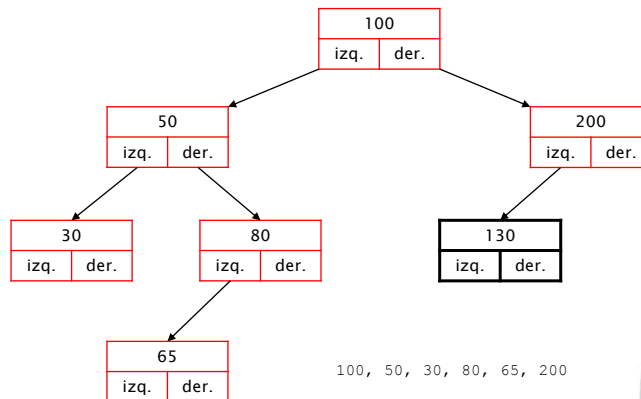 100
izq. der.
50
izq. der.
200
izq. der.
30
izq. der.
80
izq. der.
130
izq. der.
65
izq. der.
100, 50, 30, 80, 65, 200